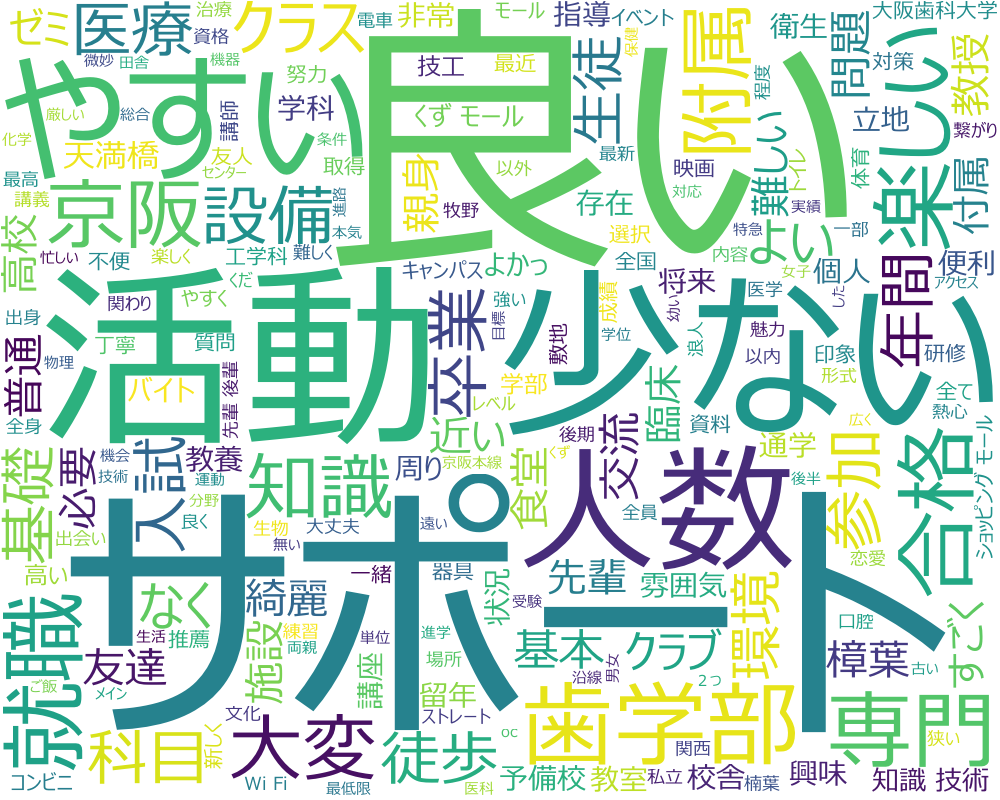 ゼミ
医療
治療
電車
資格
クラス
非常
モール
指導
イベント
保健
附属
衛生
問題
大阪歯科大学
対策
教授
やすい
良い
微妙
田舎
機器
厳しい
総合
化学
講師
努力
学科
技工
最近
くず モール
生徒
程度
立地
繋がり
楽しい
天満橋
友人
センター
条件
取得
以外
最新
映画
難しい
トイレ
体育
付属
最高
講義
京阪
設備
進路
親身
牧野
存在
対応
実績
みたい
高校
忙しい
不便
楽しく
難しく
本気
工学科
選択
特急
一部
内容
個人
便利
関わり
くだ
やすく
キャンパス
よかっ
全国
将来
女子
アクセス
出身
丁寧
質問
活動
強い
目標
少ない
成績
幼い
医学
した
年間
物理
普通
バイト
先輩
後輩
卒業
敷地
学位
浪人
魅力
以内
印象
形式
研修
全身
レベル
学部
臨床
資料
全て
熱心
広く
機会
技術
入試
教養
近い
後期
京阪本線
くず
通学
参加
合格
必要
運動
知識
周り
食堂
交流
後半
基礎
分野
良く
サポート
人数
ショッピング モール
出会い
生物
大丈夫
遠い
全員
恋愛
高い
無い
一緒
器具
状況
先輩
雰囲気
環境
なく
綺麗
受験
就職
生活
推薦
練習
両親
単位
進学
場所
基本
クラブ
男女
沿線
2つ
口腔
樟葉
古い
すごく
友達
施設
講座
留年
歯学部
専門
ご飯
メイン
文化
ストレート
oc
科目
新しく
大変
徒歩
関西
狭い
コンビニ
Wi Fi
最低限
医科
予備校
教室
私立
校舎
楠葉
興味
知識 技術